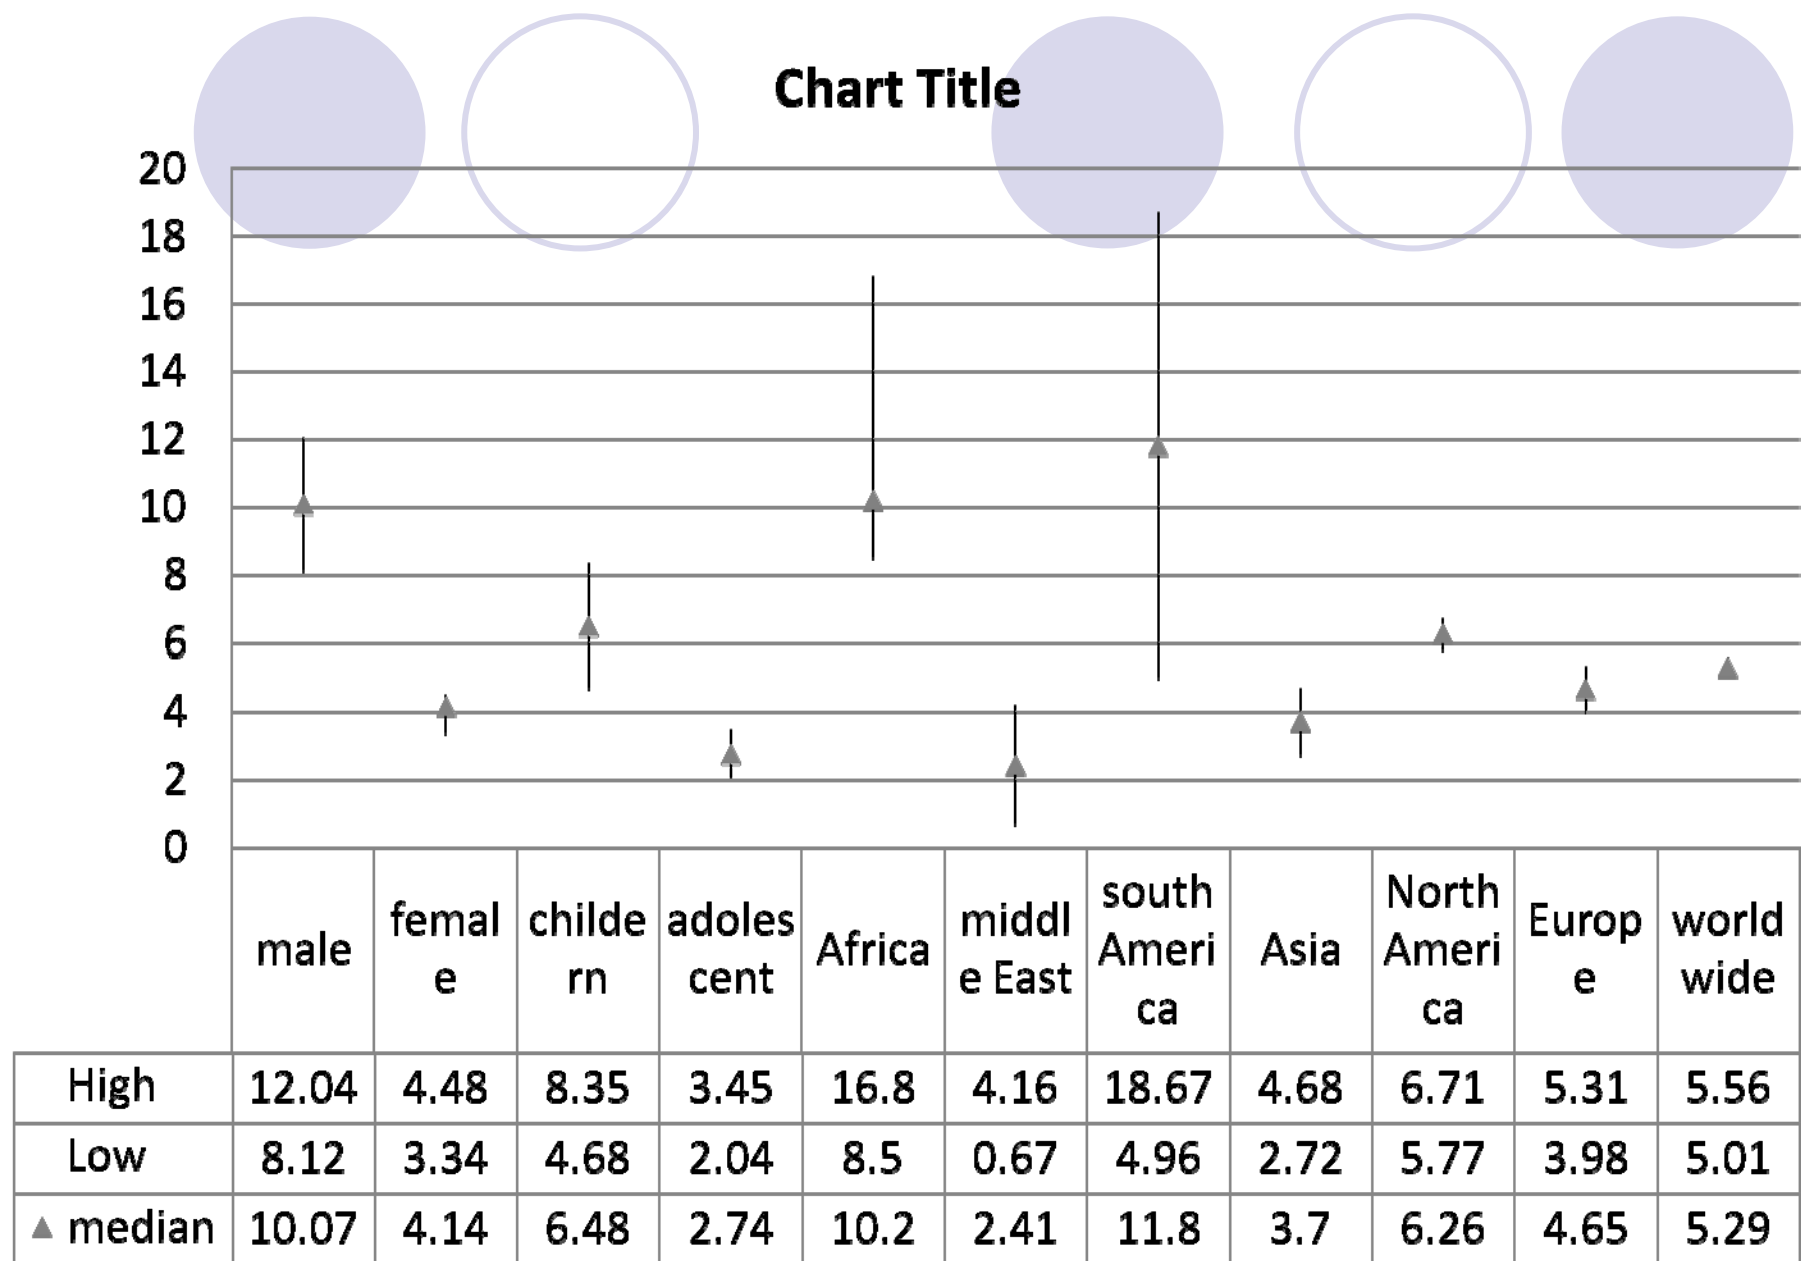 Chart Title
20
18
16
14
12
10
8
6
4
2
0
male
femal
e
childe
rn
adoles
cent
Africa
middl
e East
south
Ameri
ca
Asia
North
Ameri
ca
Europ
e
world
wide
High 12.04 4.48 8.35 3.45 16.8 4.16 18.67 4.68 6.71 5.31 5.56
Low 8.12 3.34 4.68 2.04 8.5 0.67 4.96 2.72 5.77 3.98 5.01
median 10.07 4.14 6.48 2.74 10.2 2.41 11.8 3.7 6.26 4.65 5.29